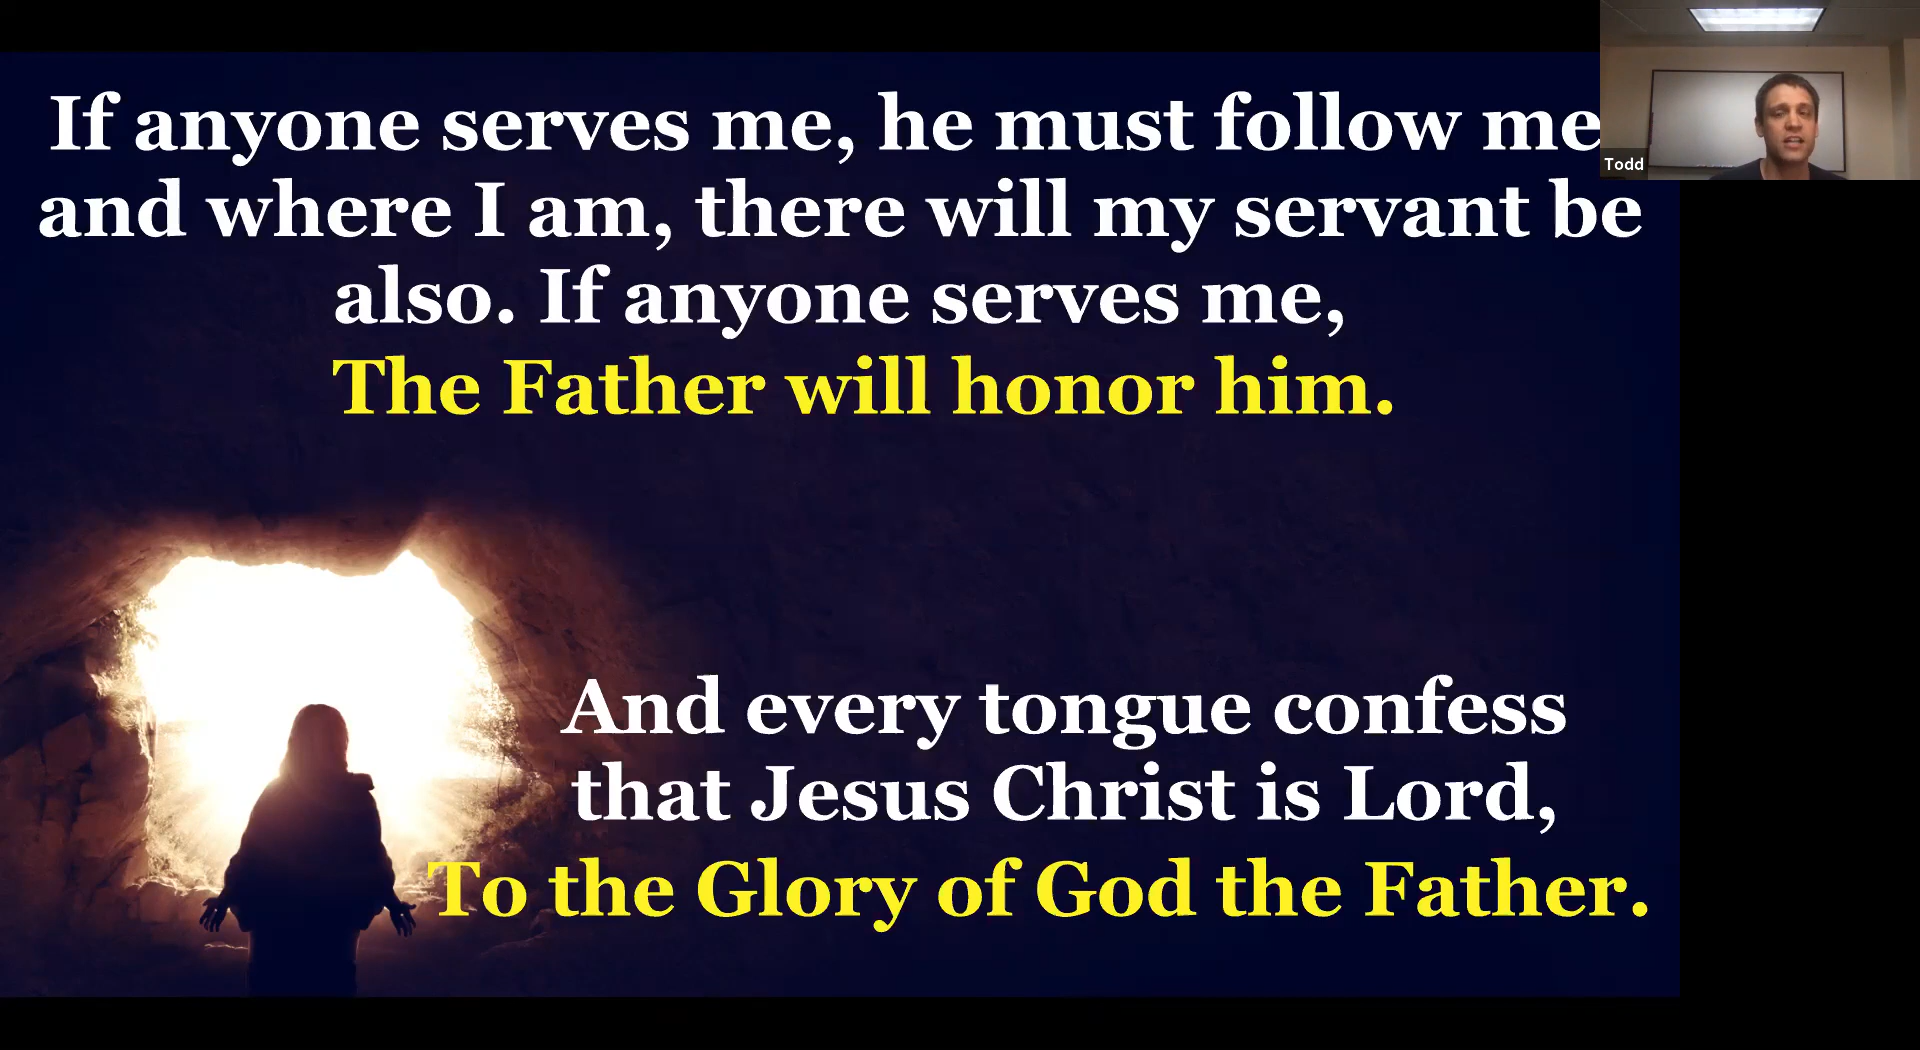 If anyone serves me, he must follow me
and where I am, there will my servant be
also. If anyone serves me,
The Father will honor him.
And every tongue confess
that Jesus Christ is Lord,
To the Glory of God the Father.
Todd